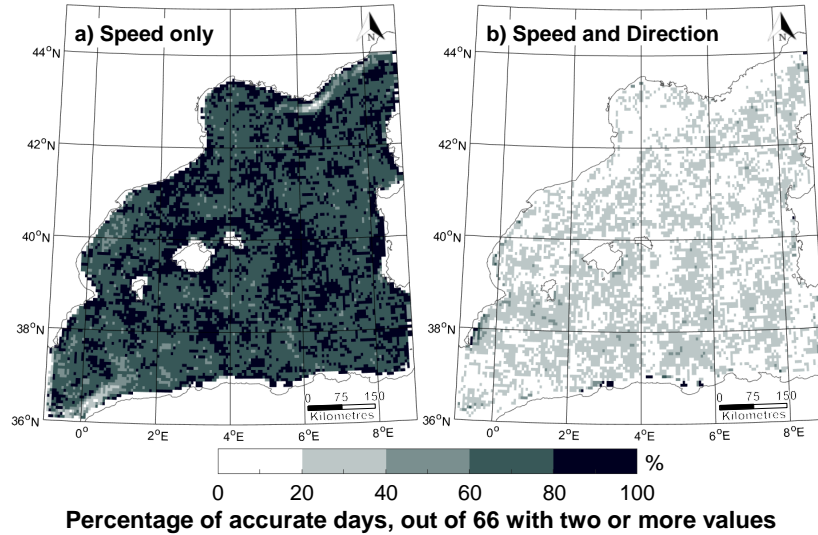 a) Speed only
N
b) Speed and Direction
N
44°N
42°N
40°N
38°N
36°N
0°
2°E
4°E
6°E
8°E
0 75 150
Kilometres
44°N
42°N
40°N
38°N
36°N
0°
2°E
4°E
6°E
8°E
0 75 150
Kilometres
0 20 40 60 80 100
%
Percentage of accurate days, out of 66 with two or more values